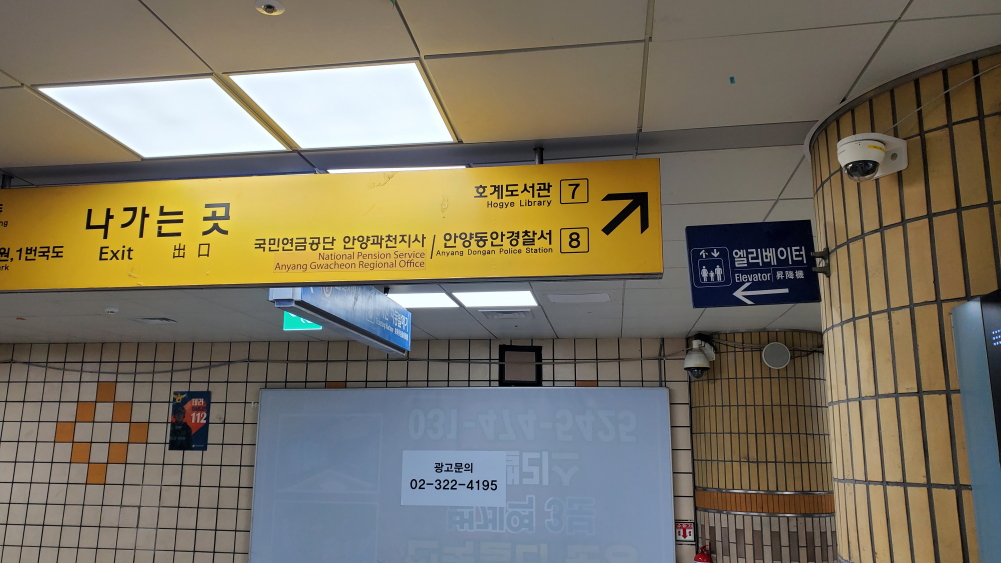 나가는 곳
Exit 出口
호계도서관 7
Hogye Library
국민연금공단 안양과천지사
National Pension Service
Anyang Gwacheon Regional Office
안양동안경찰서 8
Anyang Dongan Police Station
1번국도
엘리베이터
Elevator 昇降機
112
광고문의
02-322-4195